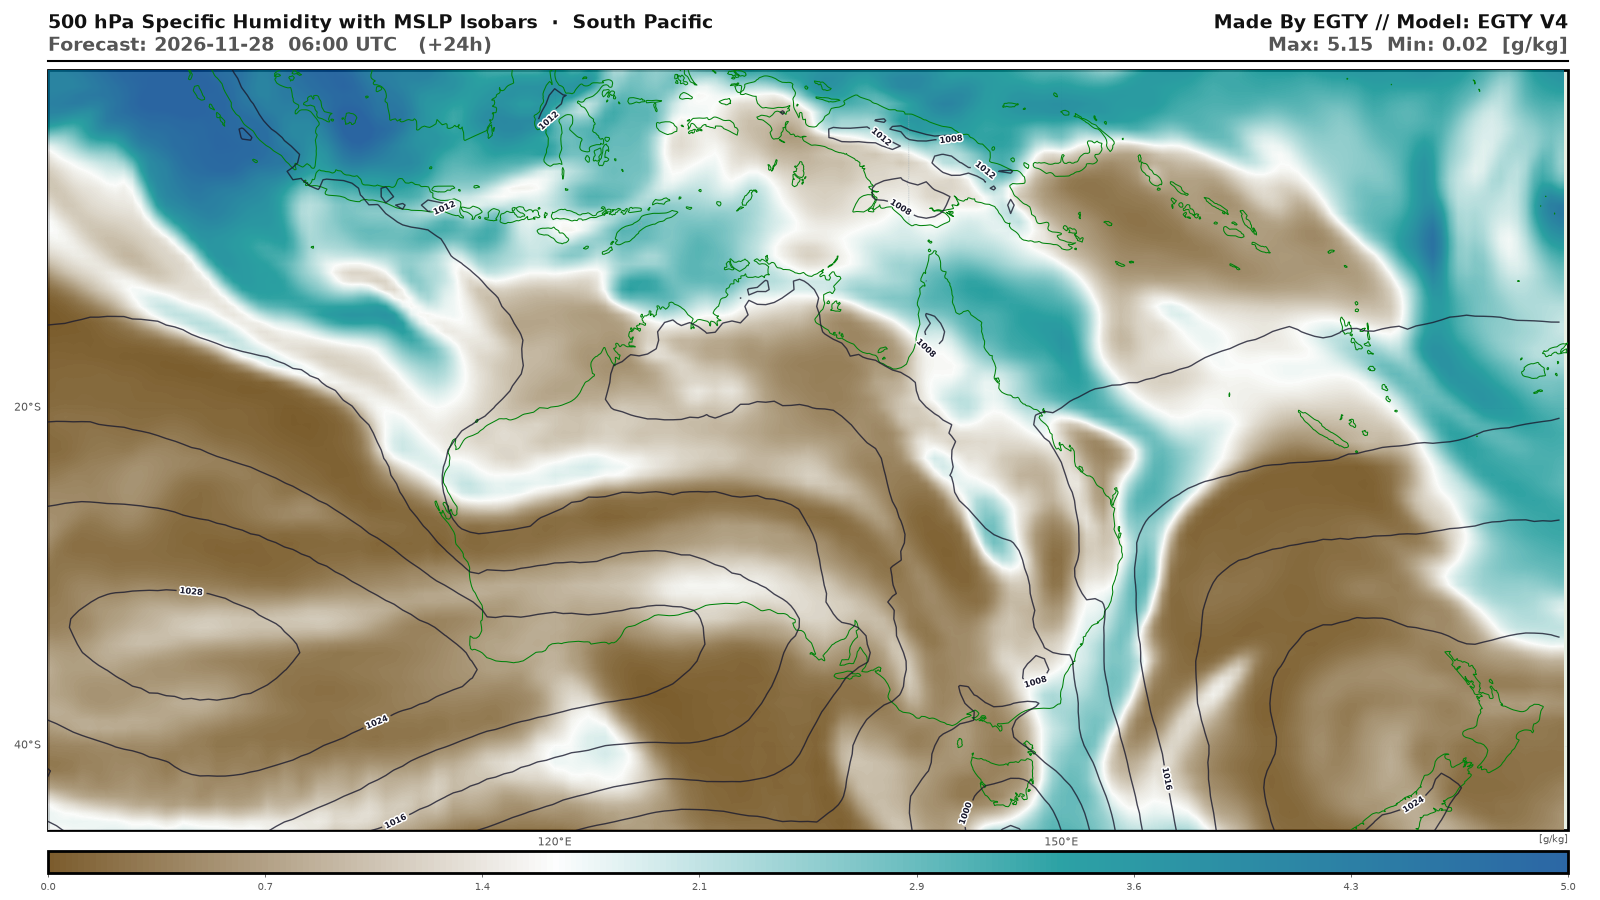 500 hPa Specific Humidity with MSLP Isobars · South Pacific
Made By EGTY // Model: EGTY V4
Forecast: 2026-11-28 06:00 UTC (+24h)
Max: 5.15 Min: 0.02 [g/kg]
1012
1012
1008
1012
1012
1008
1008
20°S
1028
1008
1024
40°S
1016
1000
1024
1016
120°E
150°E
[g/kg]
0.0
0.7
1.4
2.1
2.9
3.6
4.3
5.0